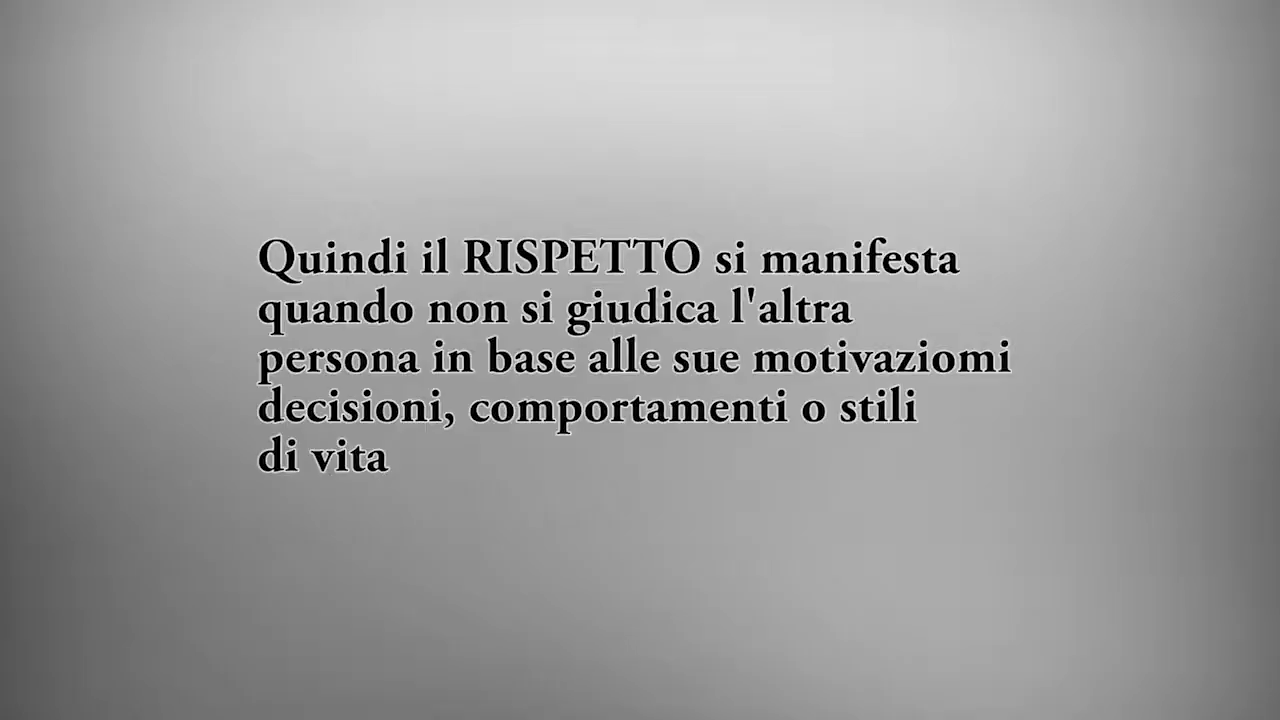 Quindi il RISPETTO si manifesta
quando non si giudica l'altra
persona in base alle sue motivaziomi
decisioni, comportamenti o stili
di vita